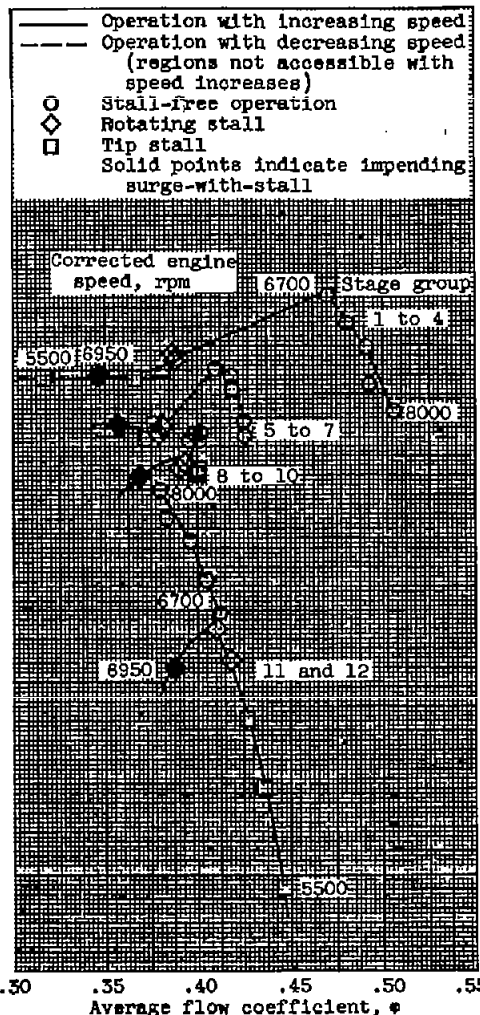 Operation with increasing speed
Operation with decreasing speed
(regions not accessible with
speed increases)
Stall-free operation
Rotating stall
Tip stall
Solid points indicate impending
surge-with-stall
Corrected engine
speed, rpm
6700
Stage group
1 to 4
5500
6950
8000
5 to 7
8 to 10
8000
6700
8950
11 and 12
5500
.30 .35 .40 .45 .50 .55
Average flow coefficient, φ